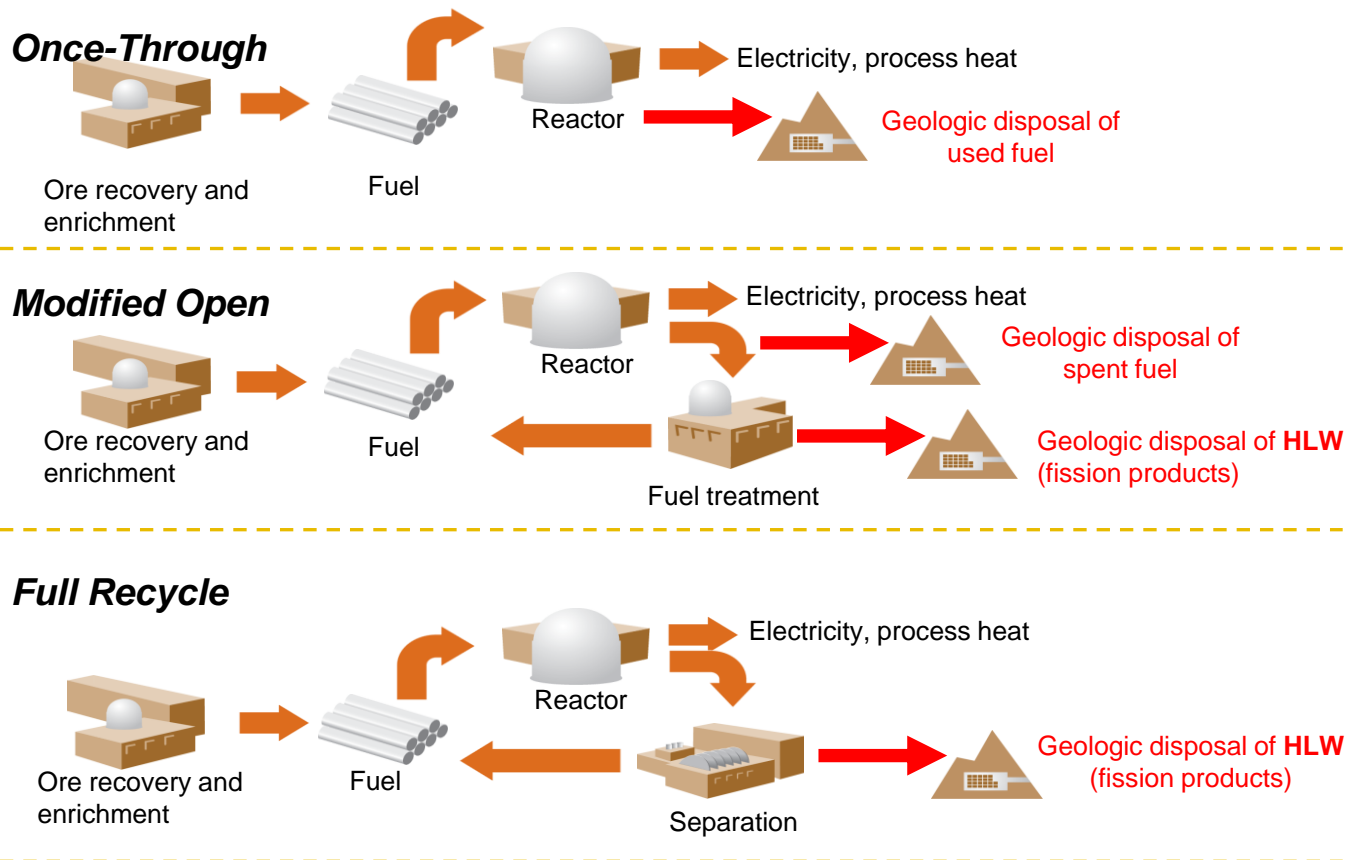 Once-Through
Electricity, process heat
Reactor
Geologic disposal of
used fuel
Fuel
Ore recovery and
enrichment
Modified Open
Electricity, process heat
Geologic disposal of
spent fuel
Reactor
Ore recovery and
enrichment
Fuel
Geologic disposal of HLW
(fission products)
Fuel treatment
Full Recycle
Electricity, process heat
Reactor
Geologic disposal of HLW
(fission products)
Ore recovery and
enrichment
Fuel
Separation